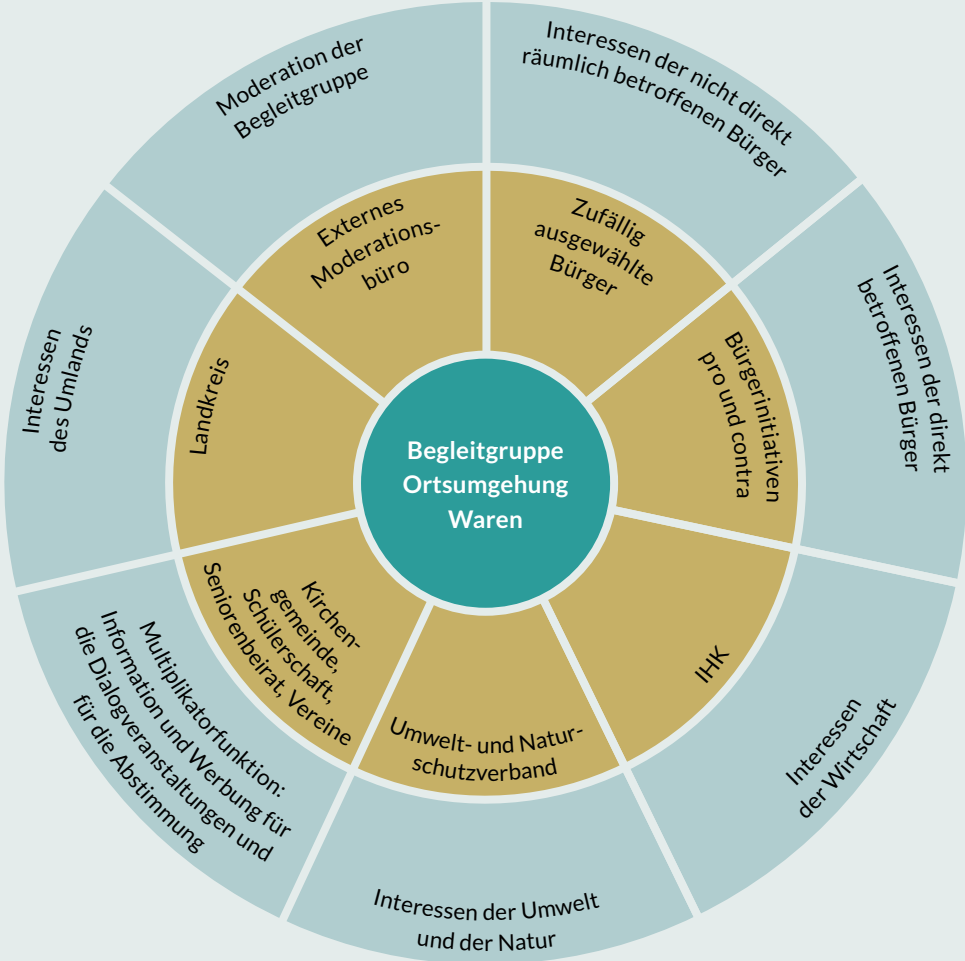 Begleitgruppe
Ortsumgehung
Waren
Zufällig
ausgewählte
Bürger
Interessen der nicht direkt
räumlich betroffenen Bürger
Bürgerinitiativen
pro und contra
Interessen der direkt
betroffenen Bürger
IHK
Interessen
der Wirtschaft
Umwelt- und Natur-
schutzverband
Interessen der Umwelt
und der Natur
Kirchen-
gemeinde,
Schülerschaft,
Seniorenbeirat, Vereine
Multiplikatorfunktion:
Information und Werbung für
die Dialogveranstaltungen und
für die Abstimmung
Landkreis
Interessen
des Umlands
Externes
Moderations-
büro
Moderation der
Begleitgruppe